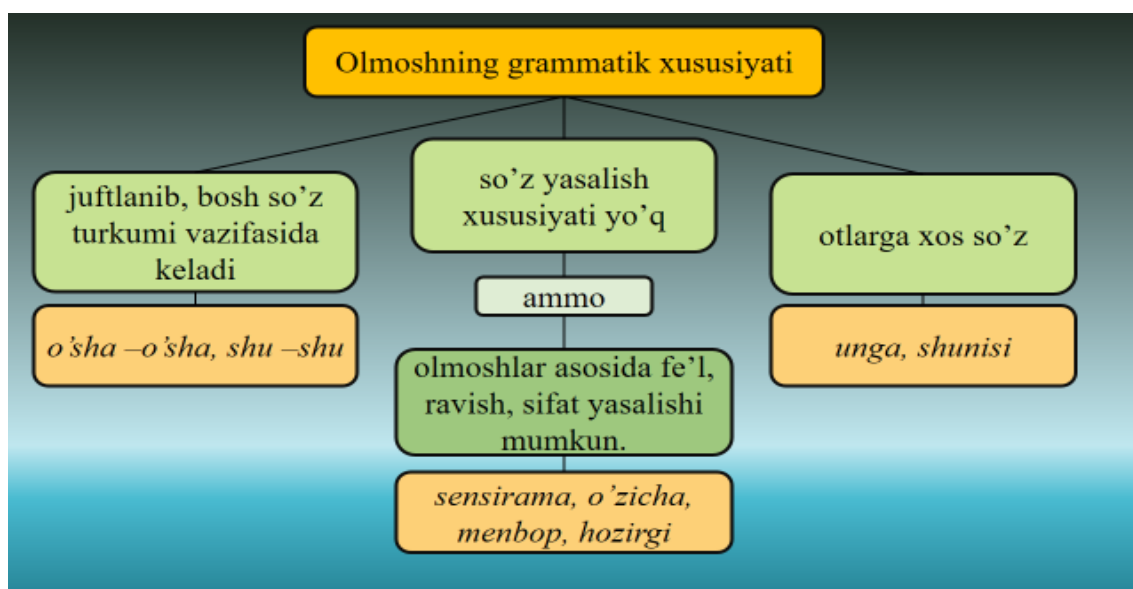 Olmoshning grammatik xususiyati
juftlanib, bosh so’z
turkumi vazifasida
keladi
o’sha –o’sha, shu –shu
so’z yasalish
xususiyati yo’q
ammo
olmoshlar asosida fe’l,
ravish, sifat yasalishi
mumkun.
sensirama, o’zicha,
menbop, hozirgi
otlarga xos so’z
unga, shunisi